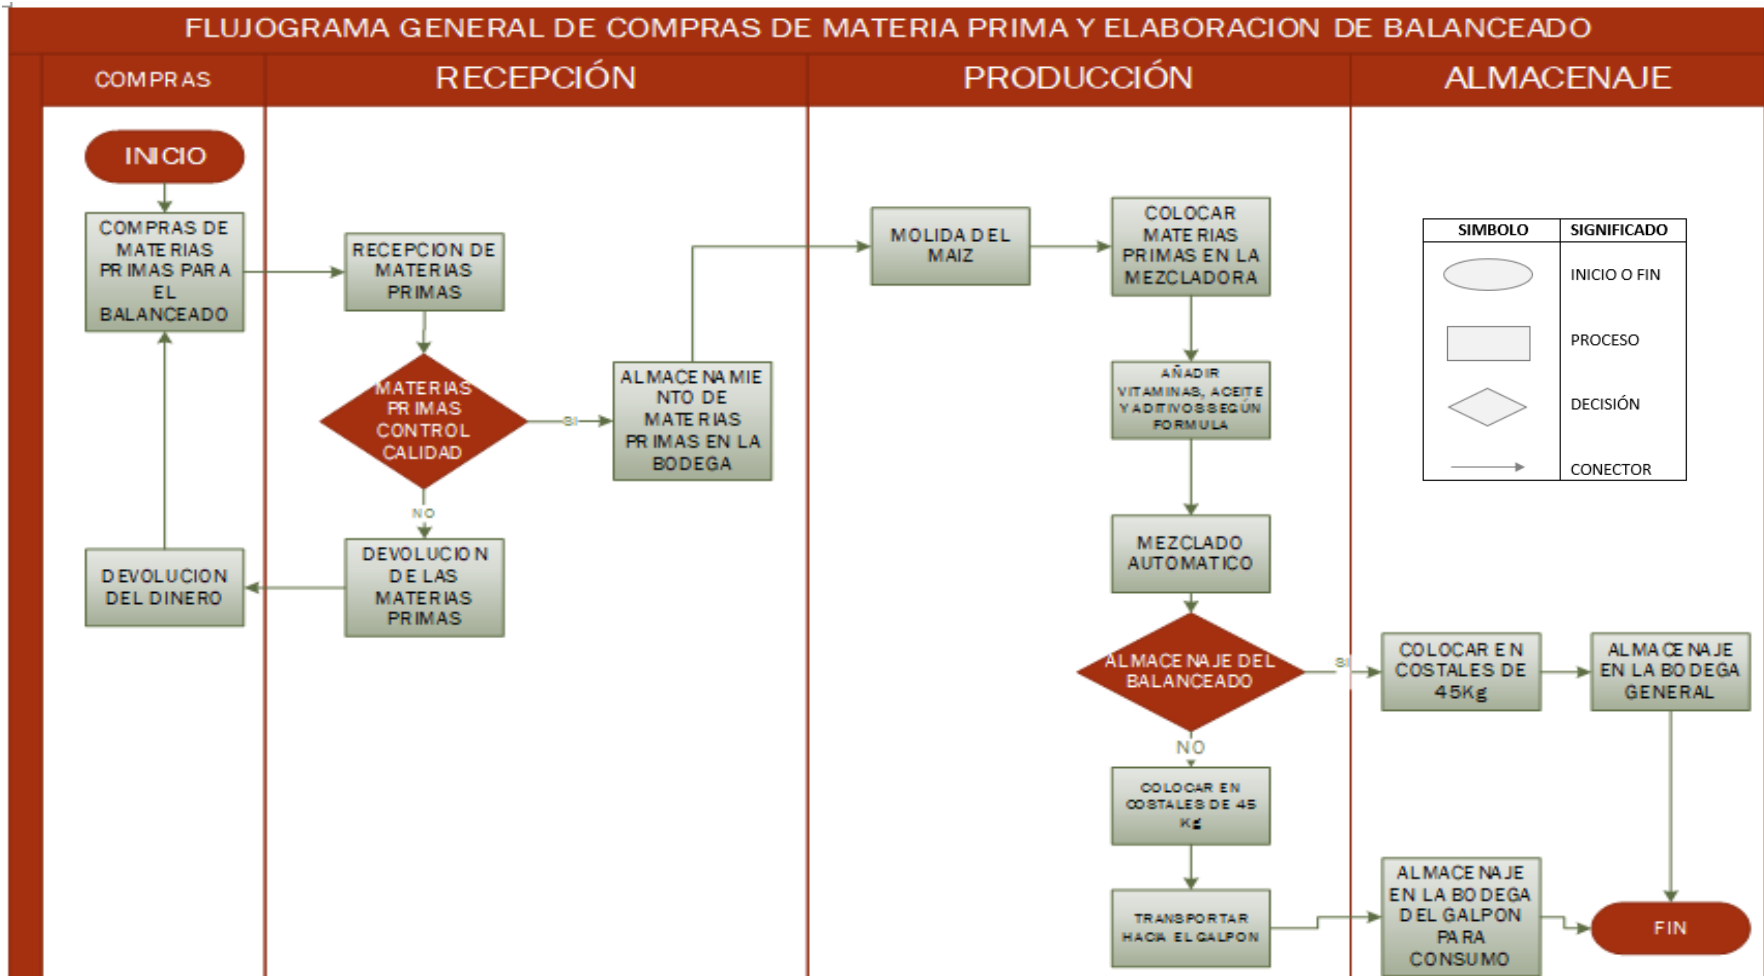 FLUJOGRAMA GENERAL DE COMPRAS DE MATERIA PRIMA Y ELABORACION DE BALANCEADO
COMPRAS
RECEPCIÓN
PRODUCCIÓN
ALMACENAJE
INICIO
COMPRAS DE
MATERIAS
PRIMAS PARA
EL
BALANCEADO
DEVOLUCION
DEL DINERO
RECEPCION DE
MATERIAS
PRIMAS
MATERIAS
PRIMAS
CONTROL
CALIDAD
SI
NO
DEVOLUCION
DE LAS
MATERIAS
PRIMAS
ALMACENAMIE
NTO DE
MATERIAS
PRIMAS EN LA
BODEGA
MOLIDA DEL
MAIZ
COLOCAR
MATERIAS
PRIMAS EN LA
MEZCLADORA
AÑADIR
VITAMINAS, ACEITE
Y ADITIVOS SEGÚN
FORMULA
MEZCLADO
AUTOMATICO
ALMACENAJE DEL
BALANCEADO
SI
NO
COLOCAR EN
COSTALES DE 45
Kg
TRANSPORTAR
HACIA EL GALPON
COLOCAR EN
COSTALES DE
45Kg
ALMACENAJE
EN LA BODEGA
GENERAL
ALMACENAJE
EN LA BODEGA
DEL GALPON
PARA
CONSUMO
FIN
SIMBOLO SIGNIFICADO
INICIO O FIN
PROCESO
DECISIÓN
CONECTOR